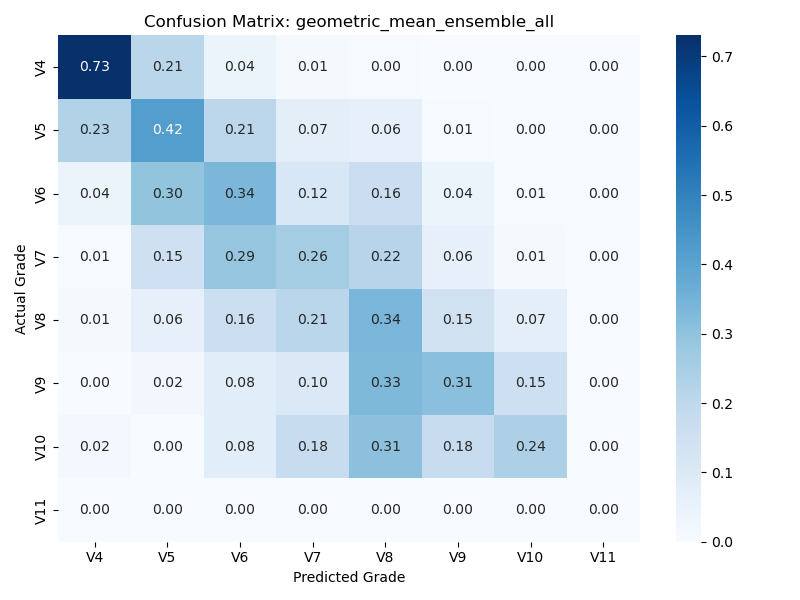 Confusion Matrix: geometric_mean_ensemble_all
Actual Grade
V4 0.73 0.21 0.04 0.01 0.00 0.00 0.00 0.00
V5 0.23 0.42 0.21 0.07 0.06 0.01 0.00 0.00
V6 0.04 0.30 0.34 0.12 0.16 0.04 0.01 0.00
V7 0.01 0.15 0.29 0.26 0.22 0.06 0.01 0.00
V8 0.01 0.06 0.16 0.21 0.34 0.15 0.07 0.00
V9 0.00 0.02 0.08 0.10 0.33 0.31 0.15 0.00
V10 0.02 0.00 0.08 0.18 0.31 0.18 0.24 0.00
V11 0.00 0.00 0.00 0.00 0.00 0.00 0.00 0.00
V4 V5 V6 V7 V8 V9 V10 V11
Predicted Grade
0.7
0.6
0.5
0.4
0.3
0.2
0.1
0.0